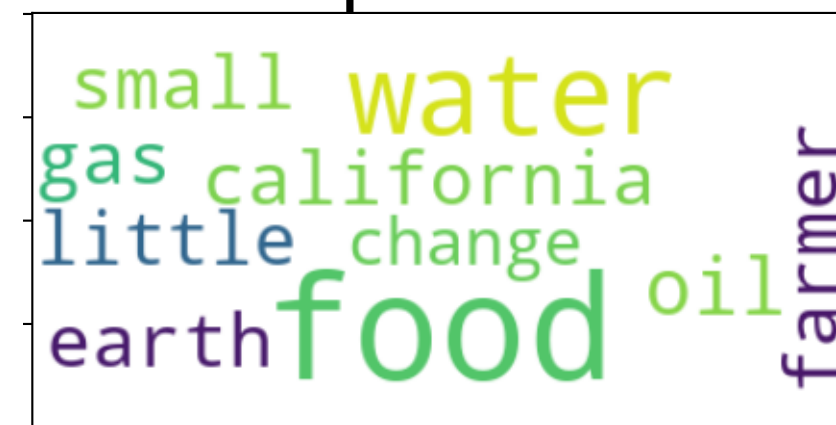 small water
gas california
little change
oil
earth food
farmer